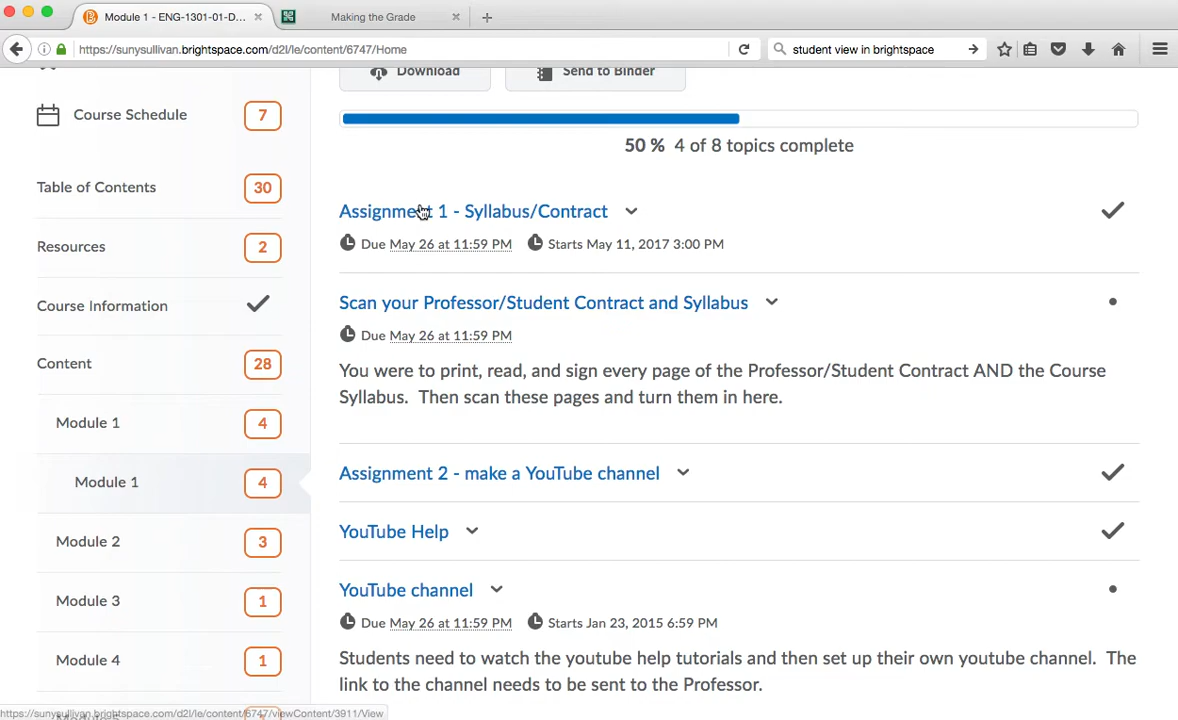 Module 1 - ENG-1301-01-D...
Making the Grade
https://sunysullivan.brightspace.com/d2l/le/content/6747/Home
student view in brightspace
Download
Send to Binder
Course Schedule
7
50 % 4 of 8 topics complete
Table of Contents
30
Assignment 1 - Syllabus/Contract
Due May 26 at 11:59 PM
Starts May 11, 2017 3:00 PM
Resources
2
Course Information
Scan your Professor/Student Contract and Syllabus
Due May 26 at 11:59 PM
Content
28
You were to print, read, and sign every page of the Professor/Student Contract AND the Course
Syllabus. Then scan these pages and turn them in here.
Module 1
4
Module 1
4
Assignment 2 - make a YouTube channel
Module 2
3
YouTube Help
Module 3
1
YouTube channel
Due May 26 at 11:59 PM
Starts Jan 23, 2015 6:59 PM
Module 4
1
Students need to watch the youtube help tutorials and then set up their own youtube channel. The
link to the channel needs to be sent to the Professor.
https://sunysullivan.brightspace.com/d2l/le/content/6747/viewContent/3911/View